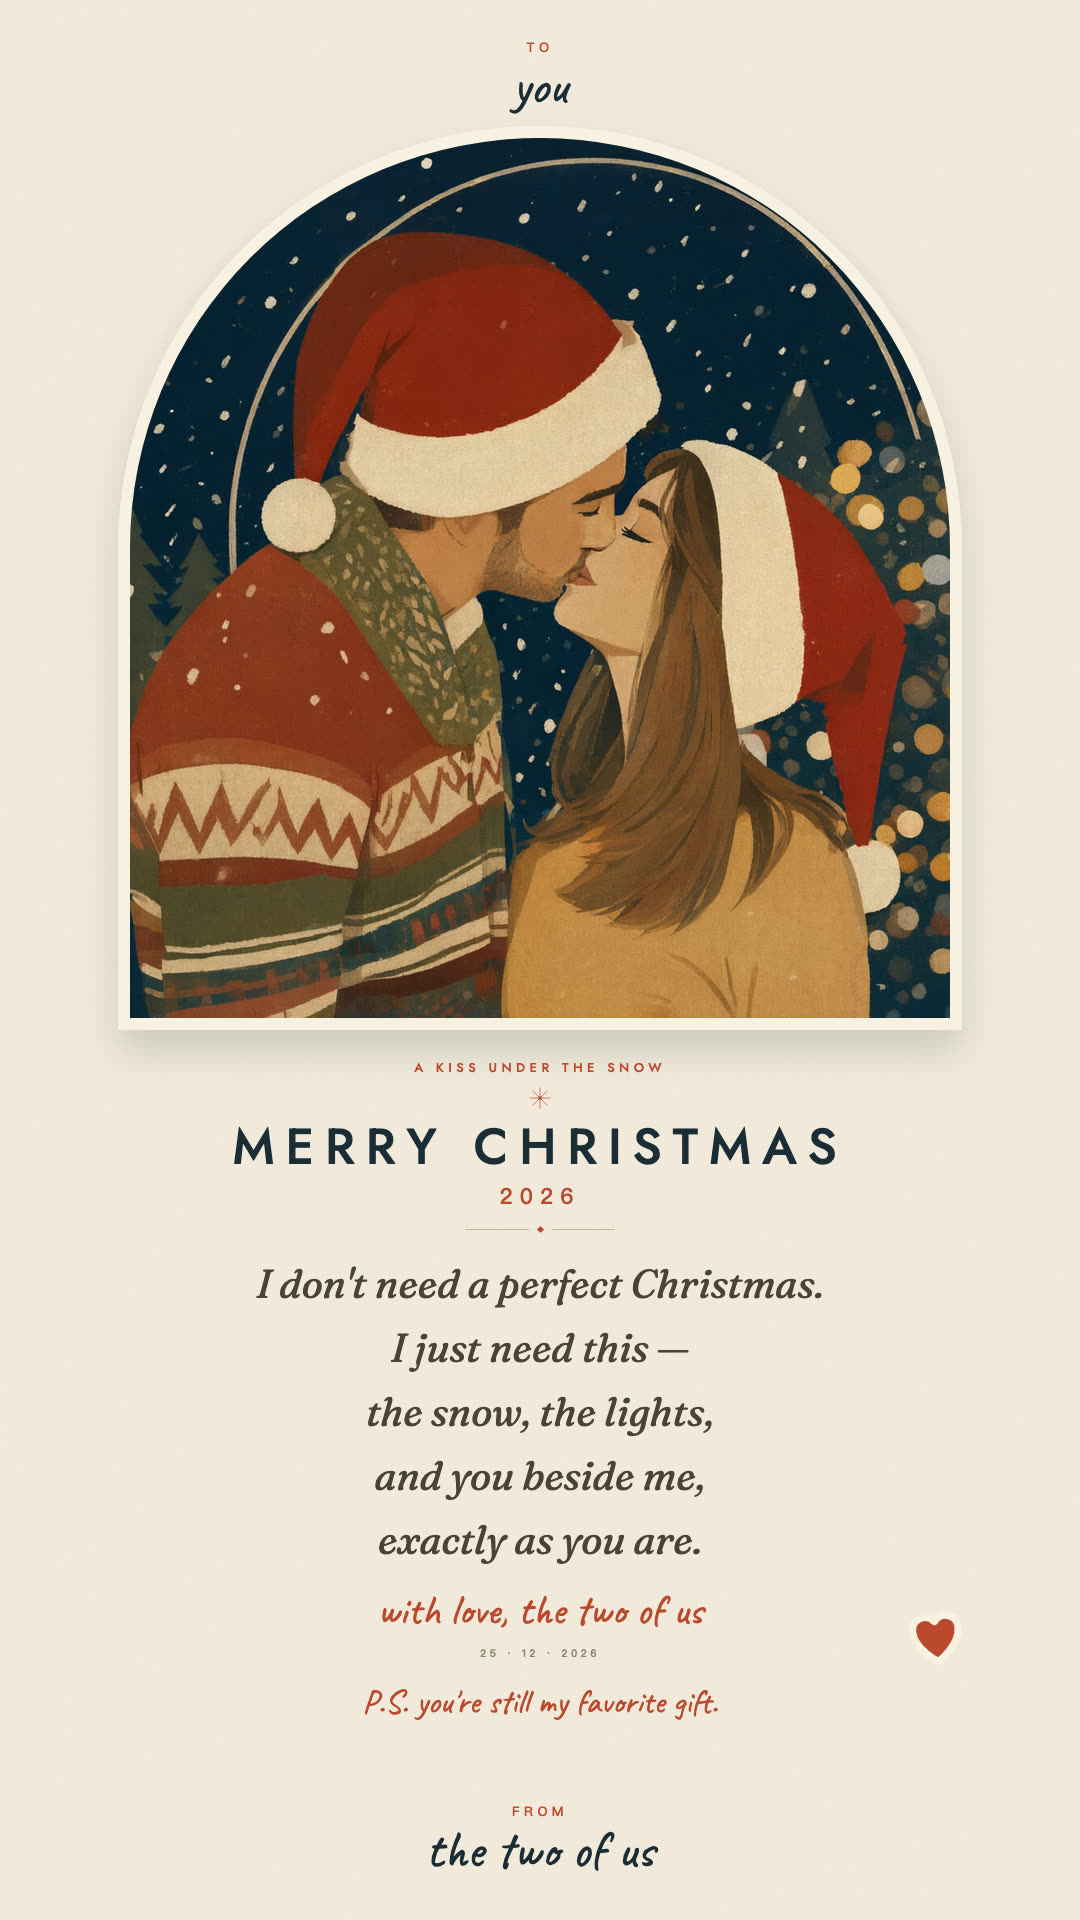 TO
you
A KISS UNDER THE SNOW
MERRY CHRISTMAS
2026
I don't need a perfect Christmas.
I just need this —
the snow, the lights,
and you beside me,
exactly as you are.
with love, the two of us
25 · 12 · 2026
P.S. you're still my favorite gift.
FROM
the two of us